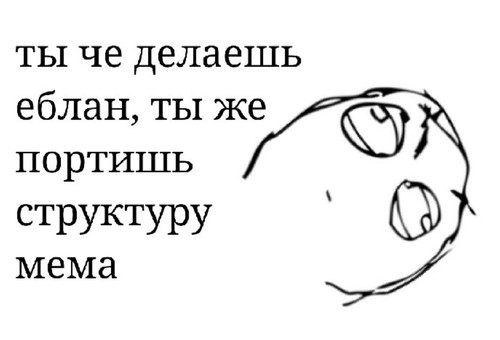 ты че делаешь
еблан, ты же
портишь
структуру
мема